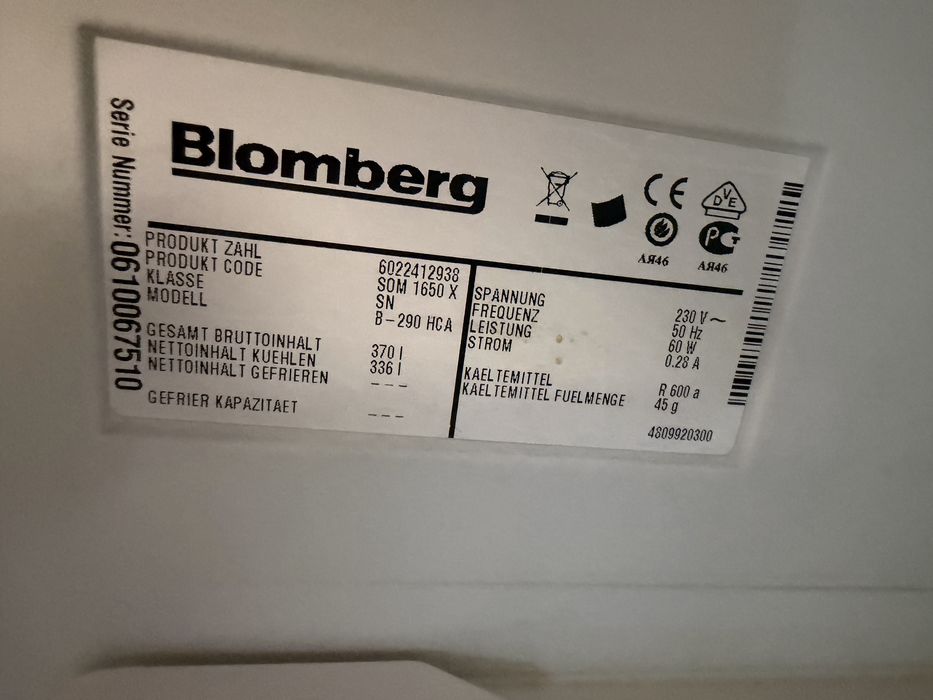 Blomberg
CE
DVE
АЯ46
АЯ46
Serie Nummer: 0610067510
PRODUKT ZAHL 6022412938
PRODUKT CODE SOM 1650 X
KLASSE SN
MODELL B-290 HCA
GESAMT BRUTTOINHALT 370 l
NETTOINHALT KUEHLEN 336 l
NETTOINHALT GEFRIEREN ---
GEFRIER KAPAZITAET ---
SPANNUNG 230 V ~
FREQUENZ 50 Hz
LEISTUNG 60 W
STROM 0.28 A
KAELTEMITTEL R 600 a
KAELTEMITTEL FUELMENGE 45 g
4809920300